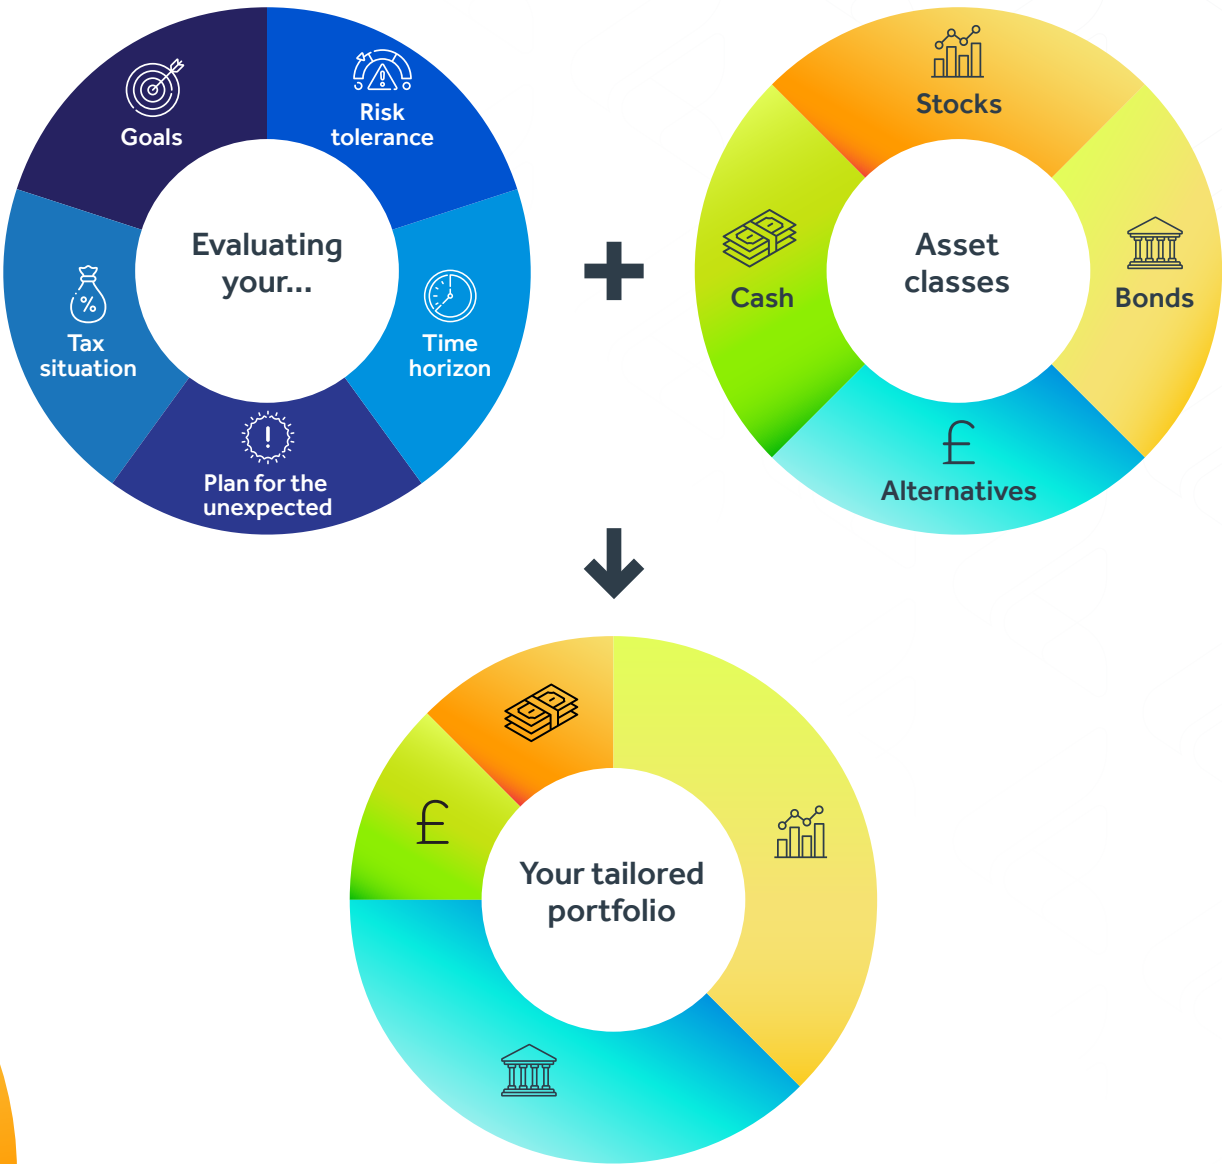 Goals
Risk
tolerance
Evaluating
your...
Tax
situation
Time
horizon
Plan for the
unexpected
Stocks
Cash
Asset
classes
Bonds
£
Alternatives
£
Your tailored
portfolio